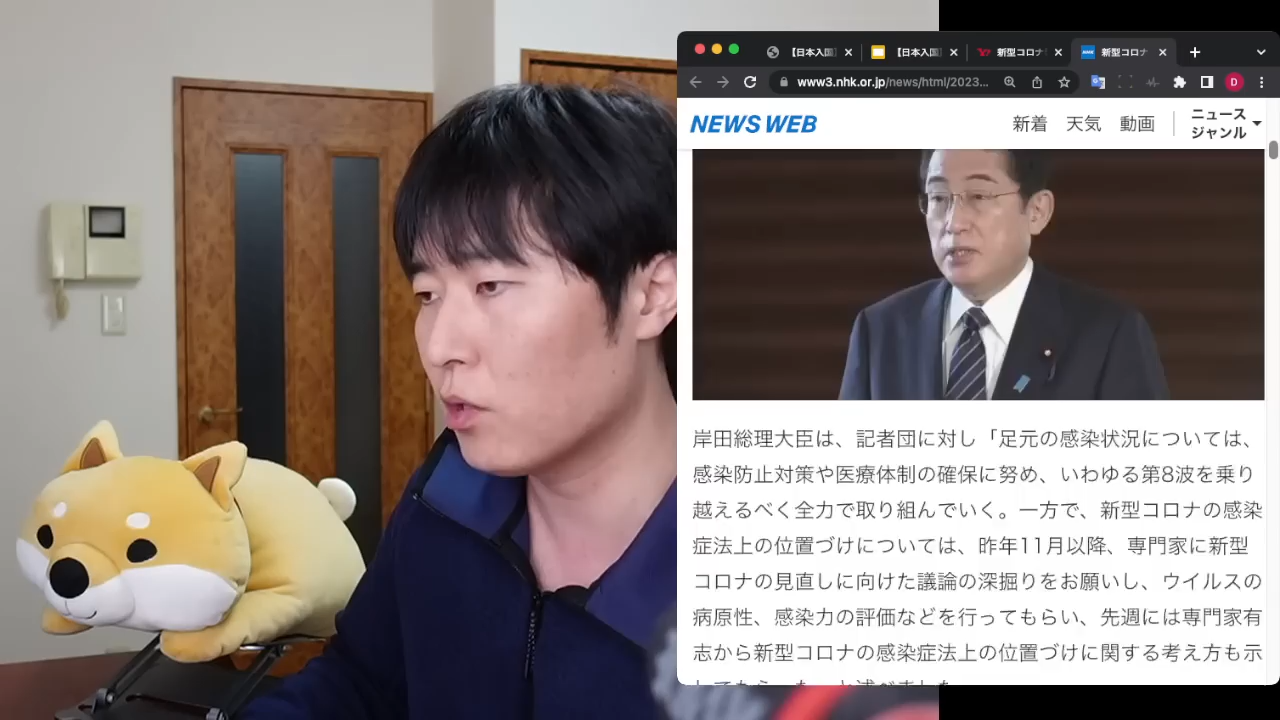 【日本入国
【日本入国
新型コロナ
新型コロナ
www3.nhk.or.jp/news/html/2023...
D
NEWS WEB
新着 天気 動画 ニュース
ジャンル
岸田総理大臣は、記者団に対し「足元の感染状況については、
感染防止対策や医療体制の確保に努め、いわゆる第8波を乗り
越えるべく全力で取り組んでいく。一方で、新型コロナの感染
症法上の位置づけについては、昨年11月以降、専門家に新型
コロナの見直しに向けた議論の深掘りをお願いし、ウイルスの
病原性、感染力の評価などを行ってもらい、先週には専門家有
志から新型コロナの感染症法上の位置づけに関する考え方も示